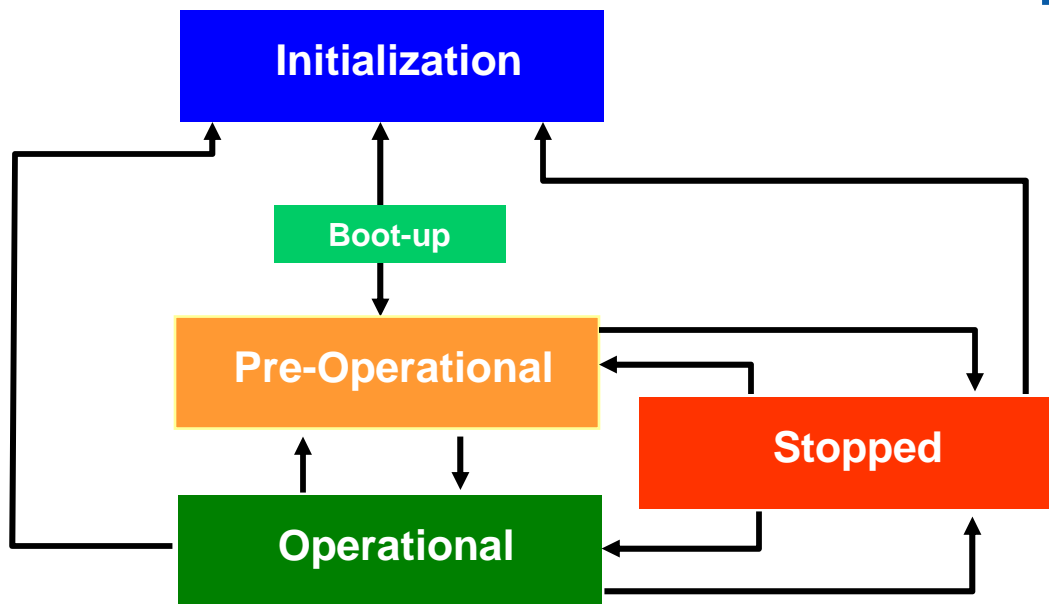 Initialization
Boot-up
Pre-Operational
Stopped
Operational